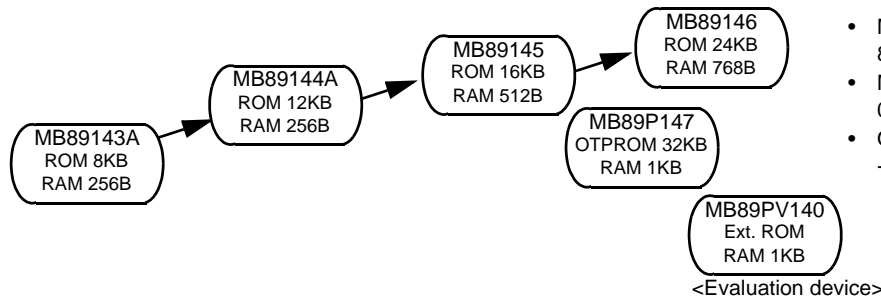 MB89143A
ROM 8KB
RAM 256B
MB89144A
ROM 12KB
RAM 256B
MB89145
ROM 16KB
RAM 512B
MB89146
ROM 24KB
RAM 768B
MB89P147
OTPROM 32KB
RAM 1KB
MB89PV140
Ext. ROM
RAM 1KB
<Evaluation device>
•
•
•